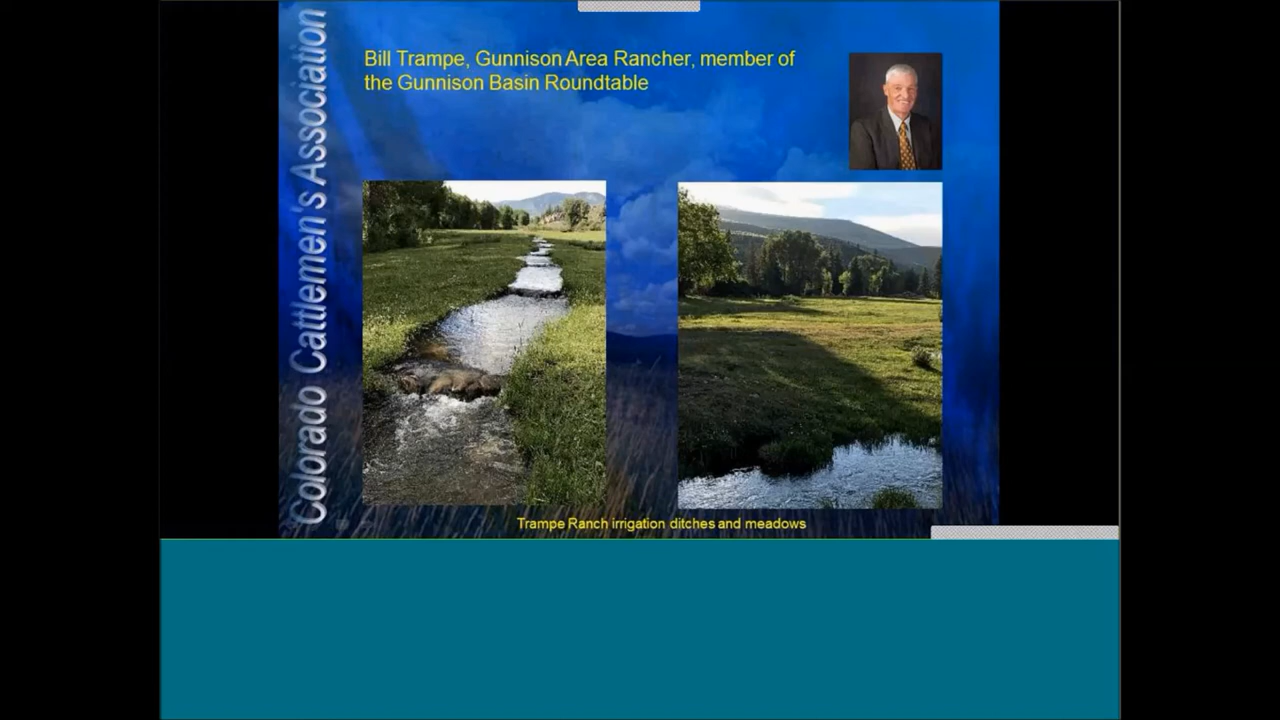 Colorado Cattlemen's Association
Bill Trampe, Gunnison Area Rancher, member of
the Gunnison Basin Roundtable
Trampe Ranch irrigation ditches and meadows